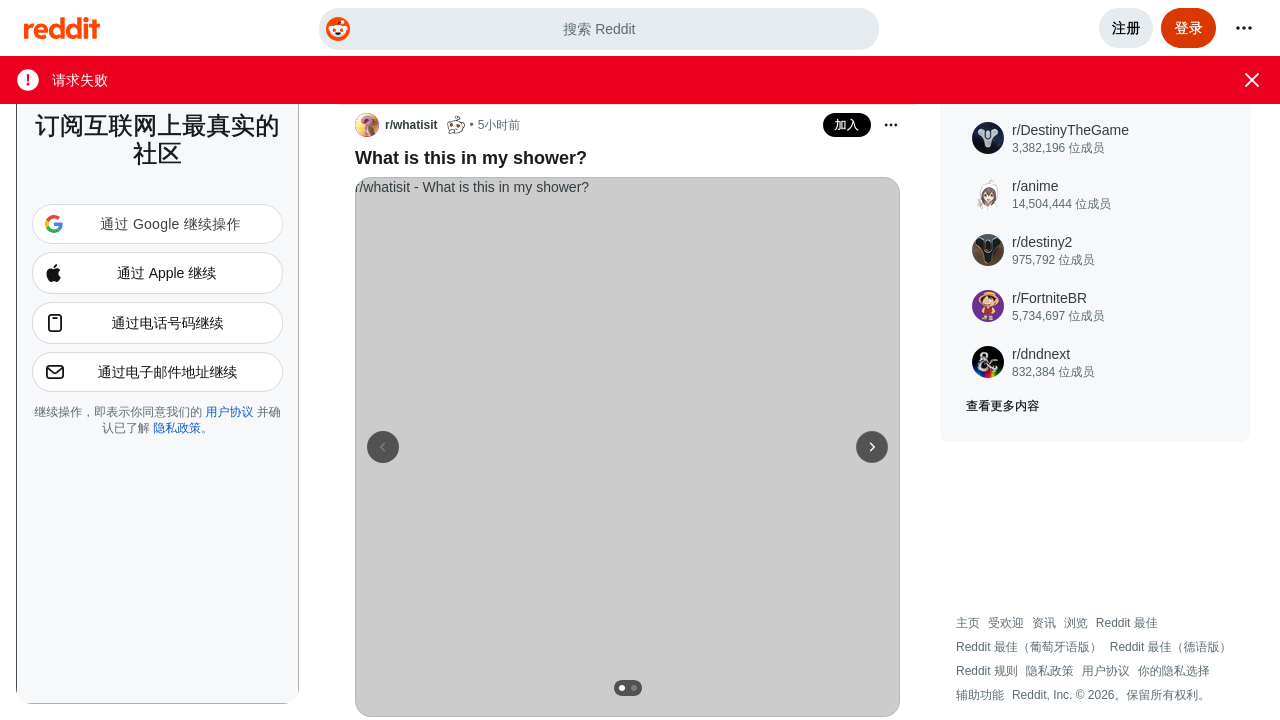 reddit
搜索 Reddit
注册
登录
请求失败
订阅互联网上最真实的
社区
通过 Google 继续操作
通过 Apple 继续
通过电话号码继续
通过电子邮件地址继续
继续操作，即表示你同意我们的 用户协议 并确
认已了解 隐私政策。
r/whatisit
• 5小时前
加入
What is this in my shower?
r/whatisit - What is this in my shower?
r/DestinyTheGame
3,382,196 位成员
r/anime
14,504,444 位成员
r/destiny2
975,792 位成员
r/FortniteBR
5,734,697 位成员
r/dndnext
832,384 位成员
查看更多内容
主页 受欢迎 资讯 浏览 Reddit 最佳
Reddit 最佳（葡萄牙语版） Reddit 最佳（德语版）
Reddit 规则 隐私政策 用户协议 你的隐私选择
辅助功能 Reddit, Inc. © 2026。保留所有权利。